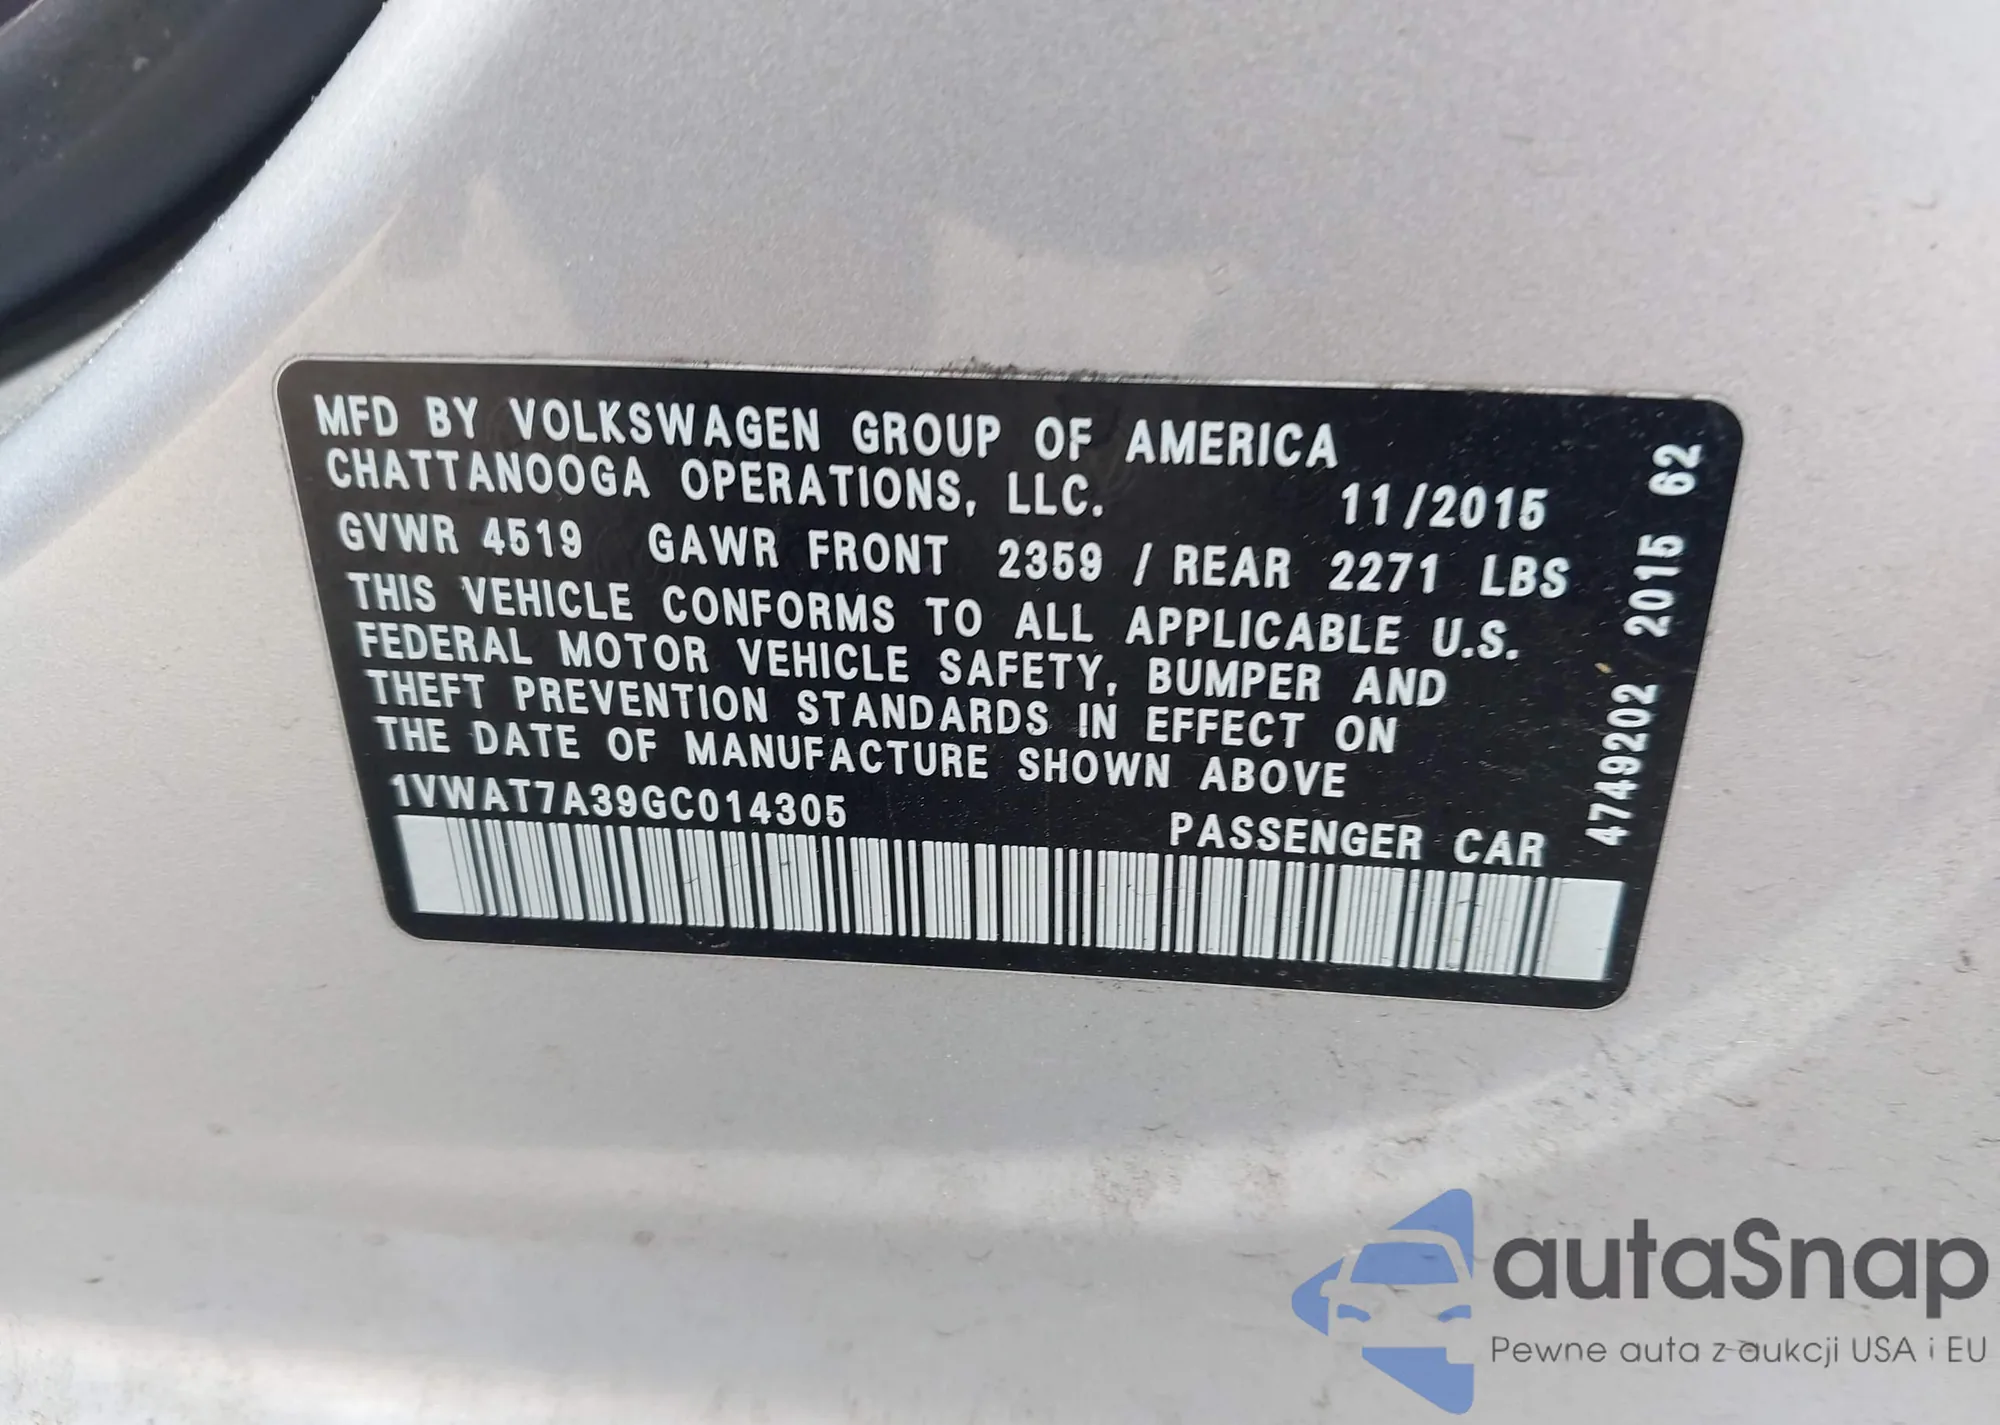 MFD BY VOLKSWAGEN GROUP OF AMERICA
CHATTANOOGA OPERATIONS, LLC. 11/2015
GVWR 4519 GAWR FRONT 2359 / REAR 2271 LBS
THIS VEHICLE CONFORMS TO ALL APPLICABLE U.S.
FEDERAL MOTOR VEHICLE SAFETY, BUMPER AND
THEFT PREVENTION STANDARDS IN EFFECT ON
THE DATE OF MANUFACTURE SHOWN ABOVE
1VWAT7A39GC014305 PASSENGER CAR
4749202 2015 62
autaSnap
Pewne auta z aukcji USA i EU